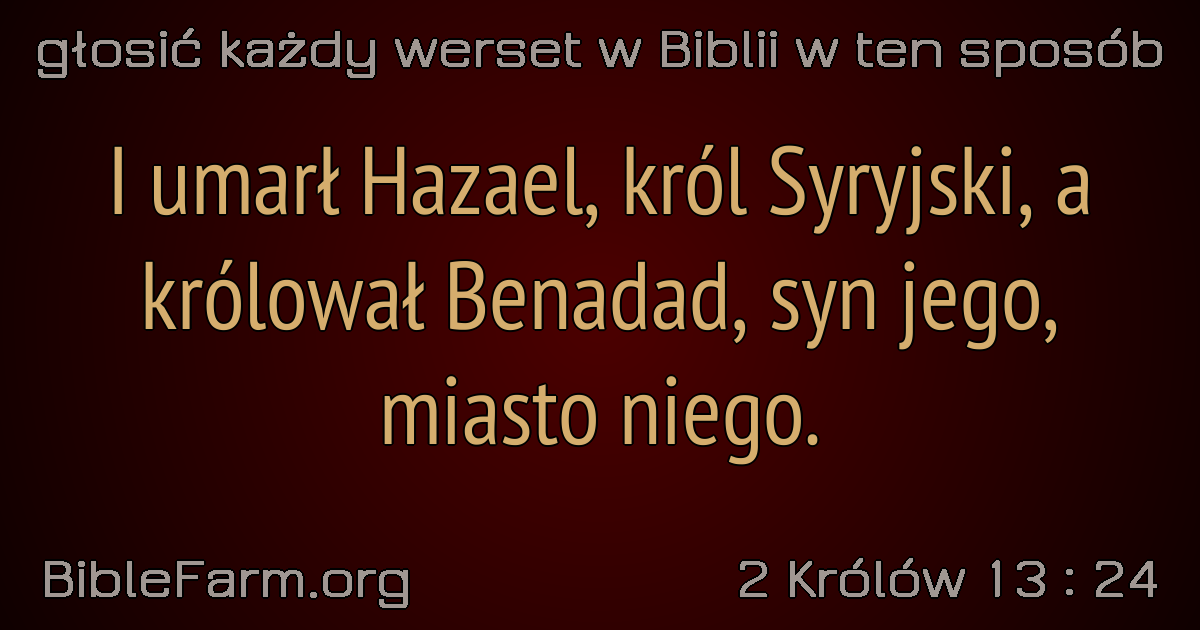 głosić każdy werset w Biblii w ten sposób
I umarł Hazael, król Syryjski, a
królował Benadad, syn jego,
miasto niego.
BibleFarm.org
2 Królów 13 : 24